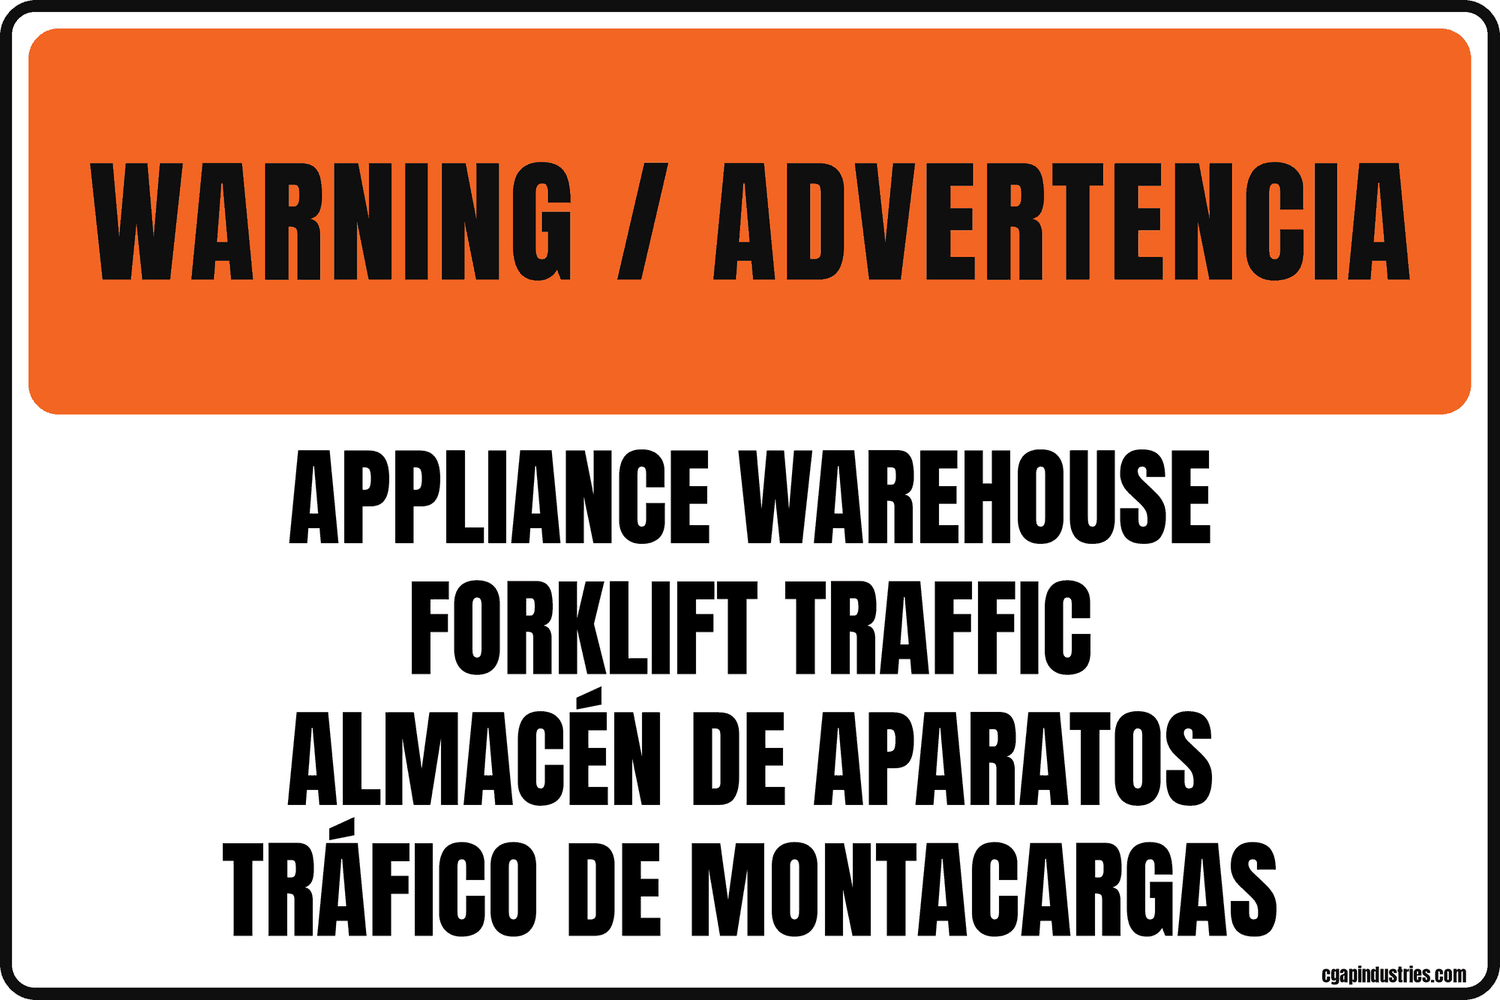 WARNING / ADVERTENCIA
APPLIANCE WAREHOUSE
FORKLIFT TRAFFIC
ALMACÉN DE APARATOS
TRÁFICO DE MONTACARGAS
cgapindustries.com